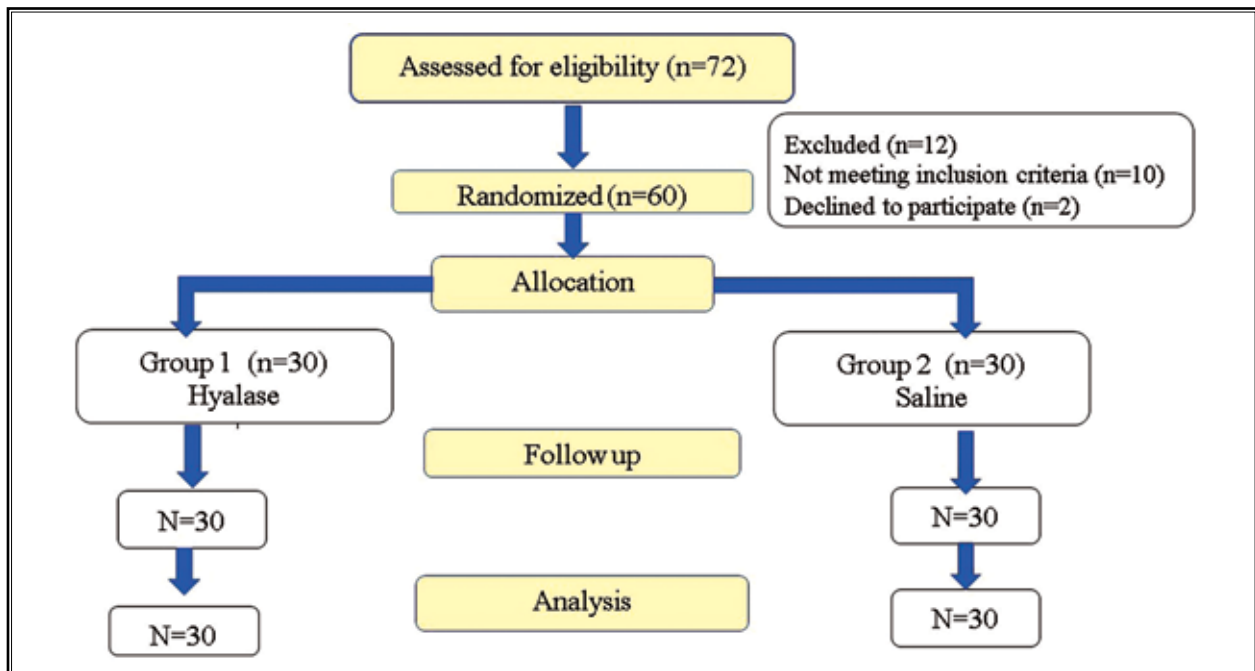 Assessed for eligibility (n=72)
Excluded (n=12)
Not meeting inclusion criteria (n=10)
Declined to participate (n=2)
Randomized (n=60)
Allocation
Group 1 (n=30)
Hyalase
Group 2 (n=30)
Saline
Follow up
N=30
N=30
Analysis
N=30
N=30